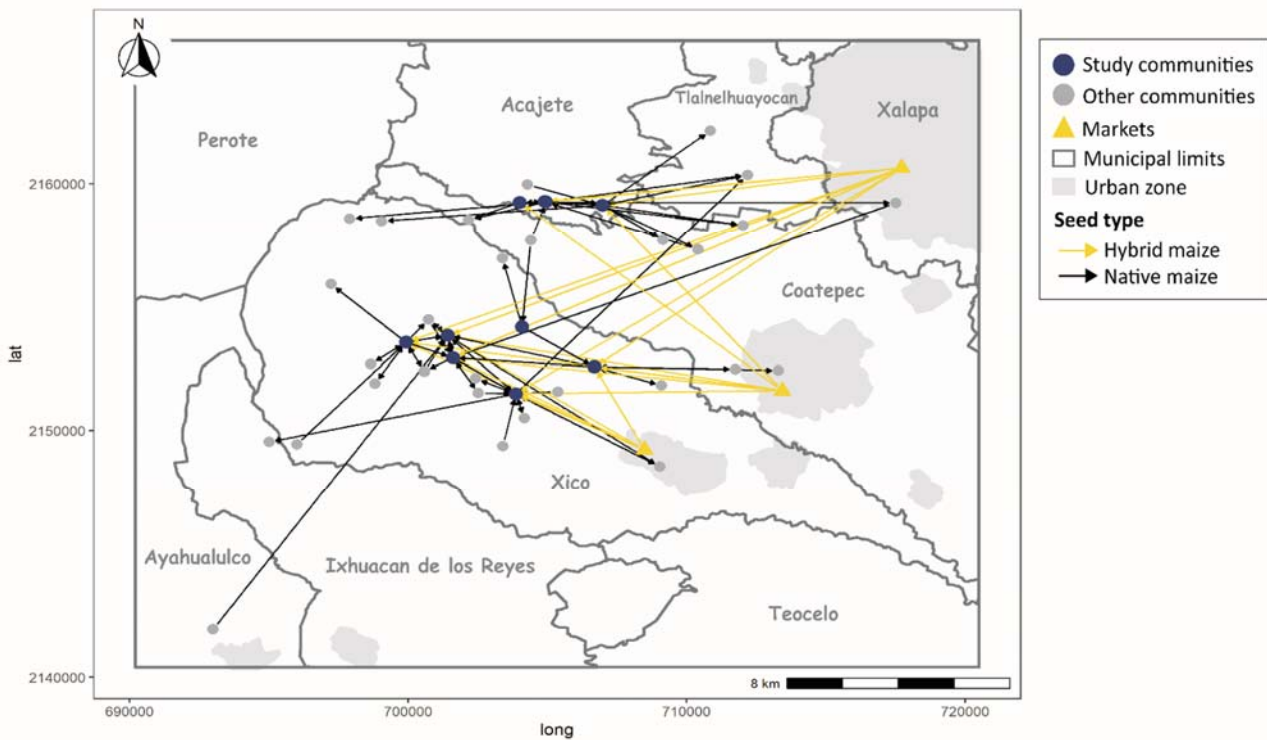 N
Acajete
Tlalnelhuayocan
Xalapa
Perote
Coatepec
Xico
Ayahualulco
Ixhuacan de los Reyes
Teocelo
8 km
2160000
2150000
2140000
lat
690000
700000
710000
720000
long
Study communities
Other communities
Markets
Municipal limits
Urban zone
Seed type
Hybrid maize
Native maize